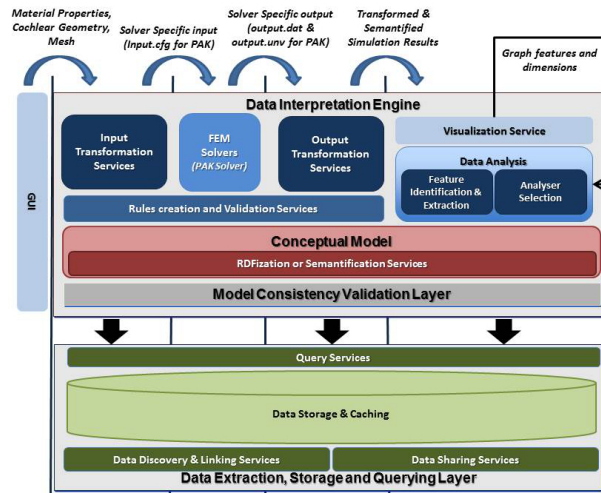 Material Properties,
Cochlear Geometry,
Mesh
Solver Specific input
(Input.cfg for PAK)
Solver Specific output
(output.dat &
output.unv for PAK)
Transformed &
Semantified
Simulation Results
Graph features and
dimensions
Data Interpretation Engine
Input
Transformation
Services
FEM
Solvers
(PAK Solver)
Output
Transformation
Services
Visualization Service
Data Analysis
Feature
Identification &
Extraction
Analyser
Selection
Rules creation and Validation Services
GUI
Conceptual Model
RDFization or Semantification Services
Model Consistency Validation Layer
Query Services
Data Storage & Caching
Data Discovery & Linking Services
Data Sharing Services
Data Extraction, Storage and Querying Layer